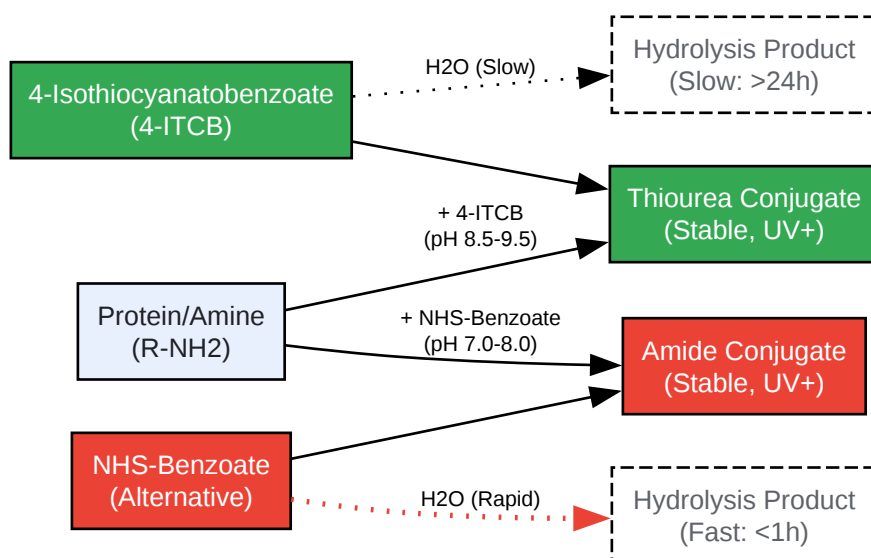 H2O (Slow)
Hydrolysis Product
(Slow: >24h)
4-Isothiocyanatobenzoate
(4-ITCB)
Thiourea Conjugate
(Stable, UV+)
+ 4-ITCB
(pH 8.5-9.5)
Protein/Amine
(R-NH2)
+ NHS-Benzoate
(pH 7.0-8.0)
Amide Conjugate
(Stable, UV+)
NHS-Benzoate
(Alternative)
H2O (Rapid)
Hydrolysis Product
(Fast: <1h)